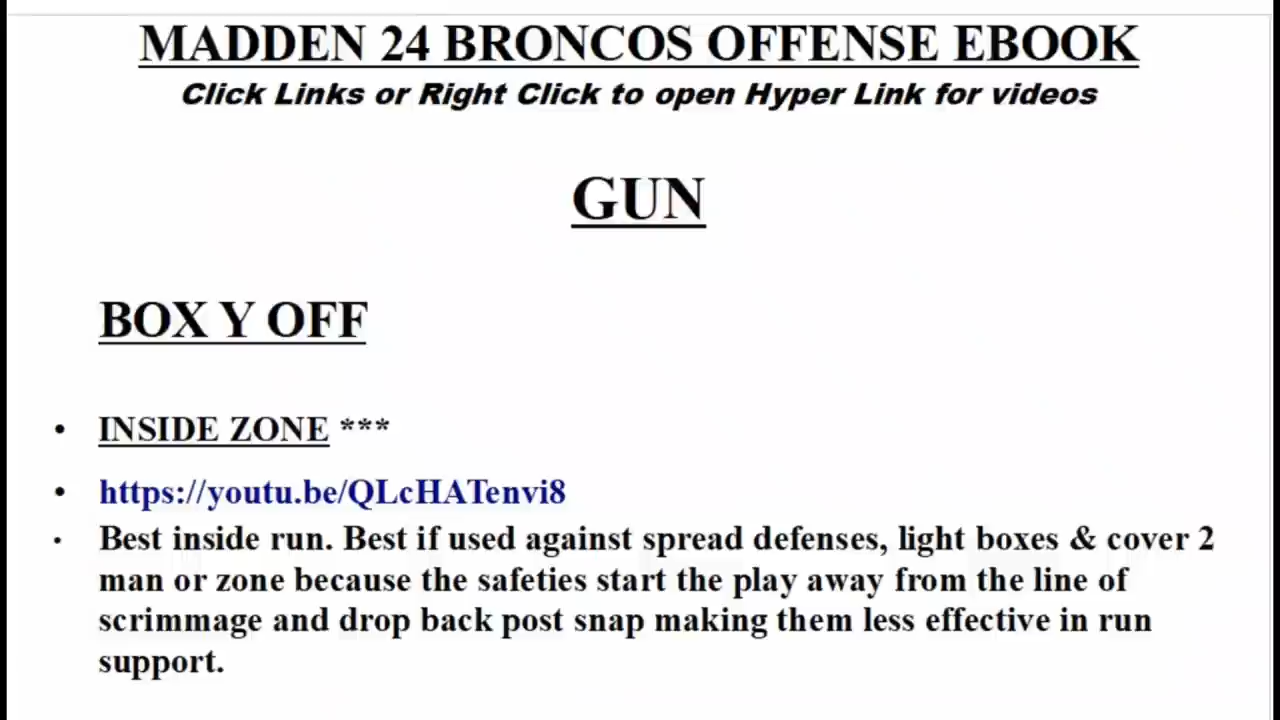 MADDEN 24 BRONCOS OFFENSE EBOOK
Click Links or Right Click to open Hyper Link for videos
GUN
BOX Y OFF
• INSIDE ZONE ***
• https://youtu.be/QLcHATenvi8
• Best inside run. Best if used against spread defenses, light boxes & cover 2
man or zone because the safeties start the play away from the line of
scrimmage and drop back post snap making them less effective in run
support.